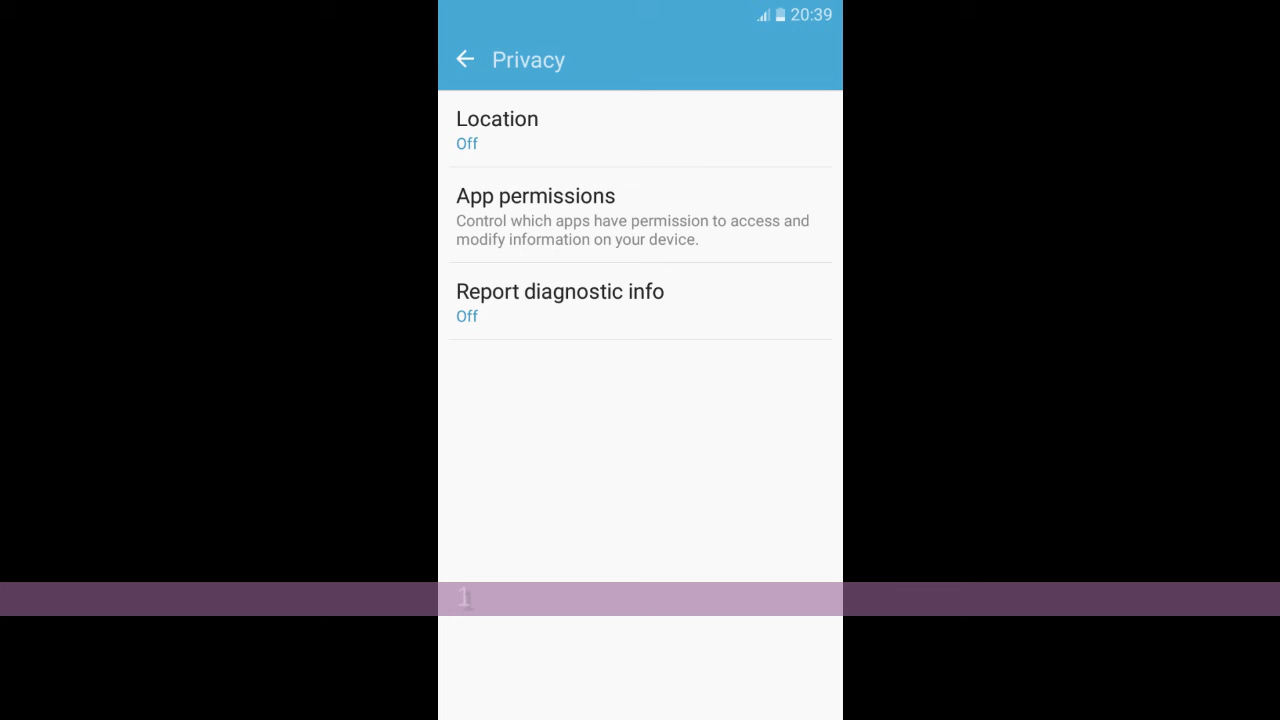 20:39
Privacy
Location
Off
App permissions
Control which apps have permission to access and
modify information on your device.
Report diagnostic info
Off
1